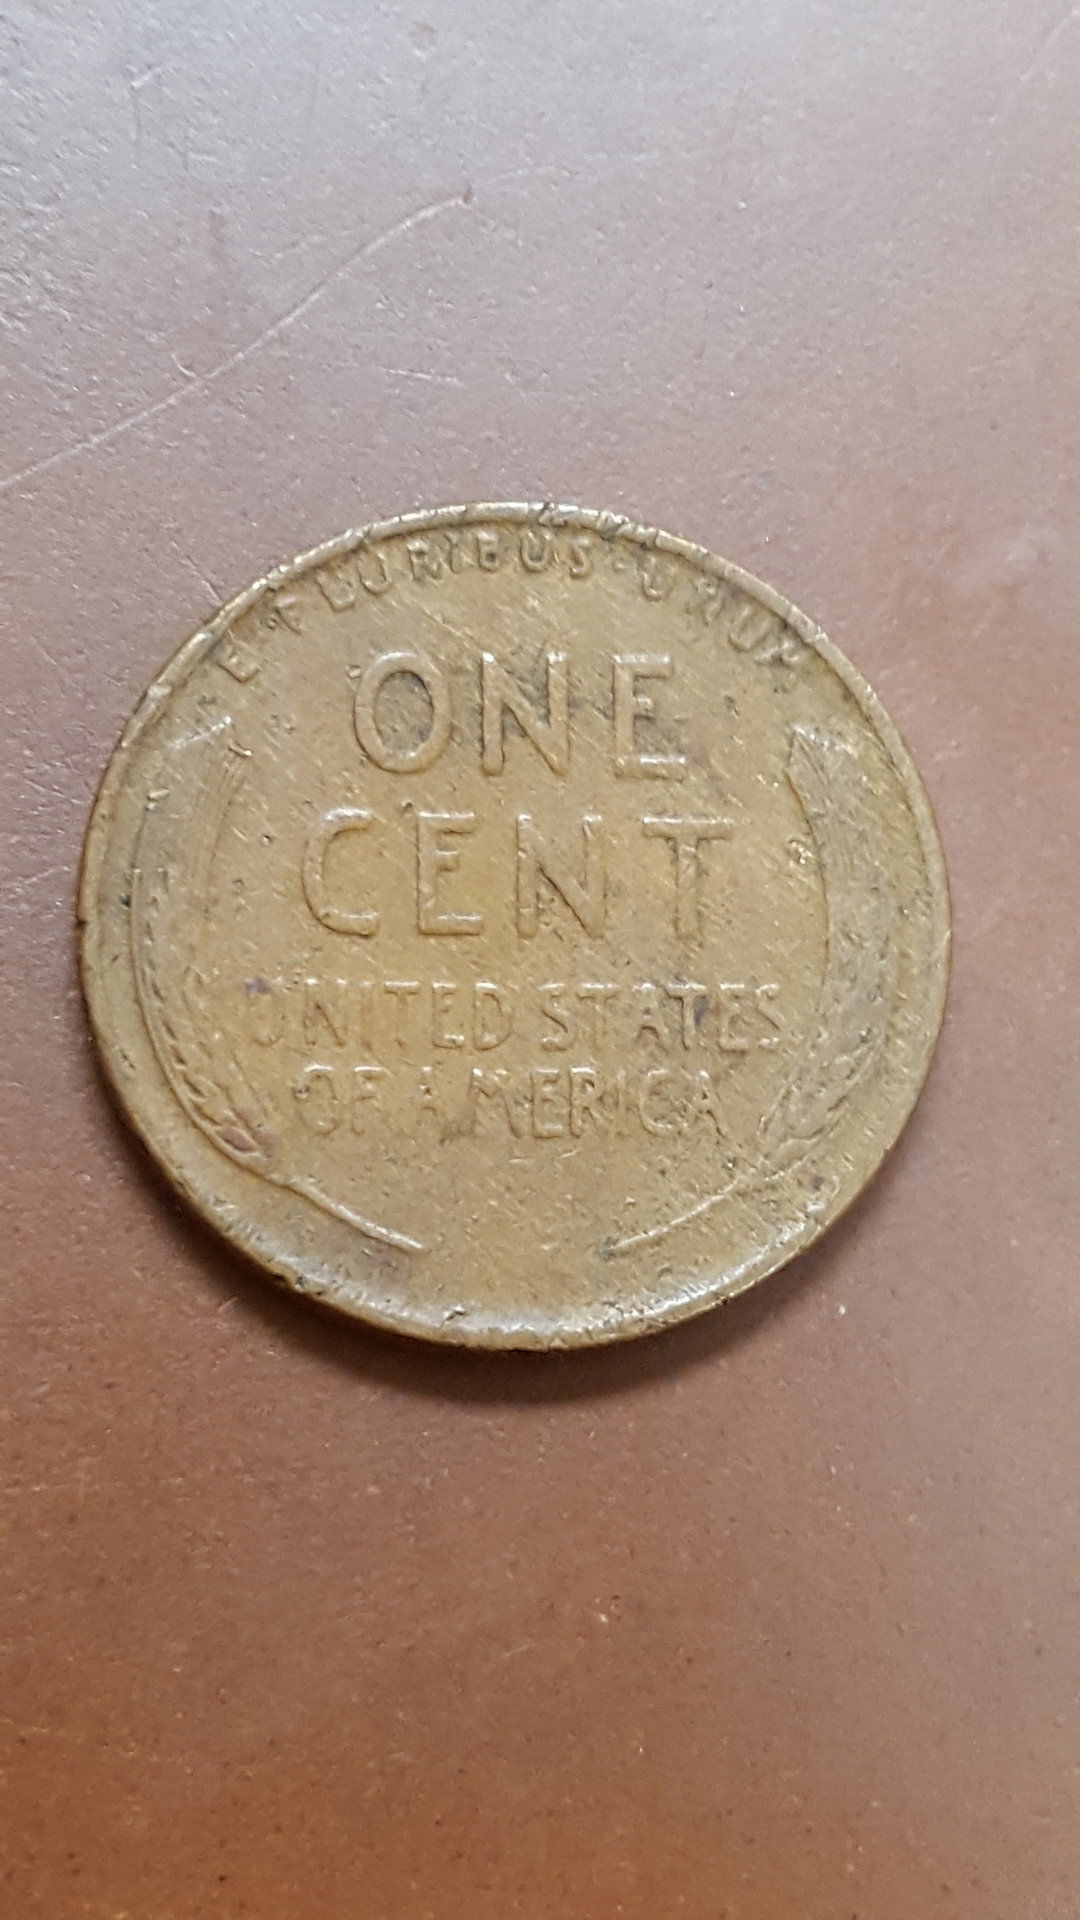 E·PLURIBUS·UNUM
ONE
CENT
UNITED STATES
OF AMERICA